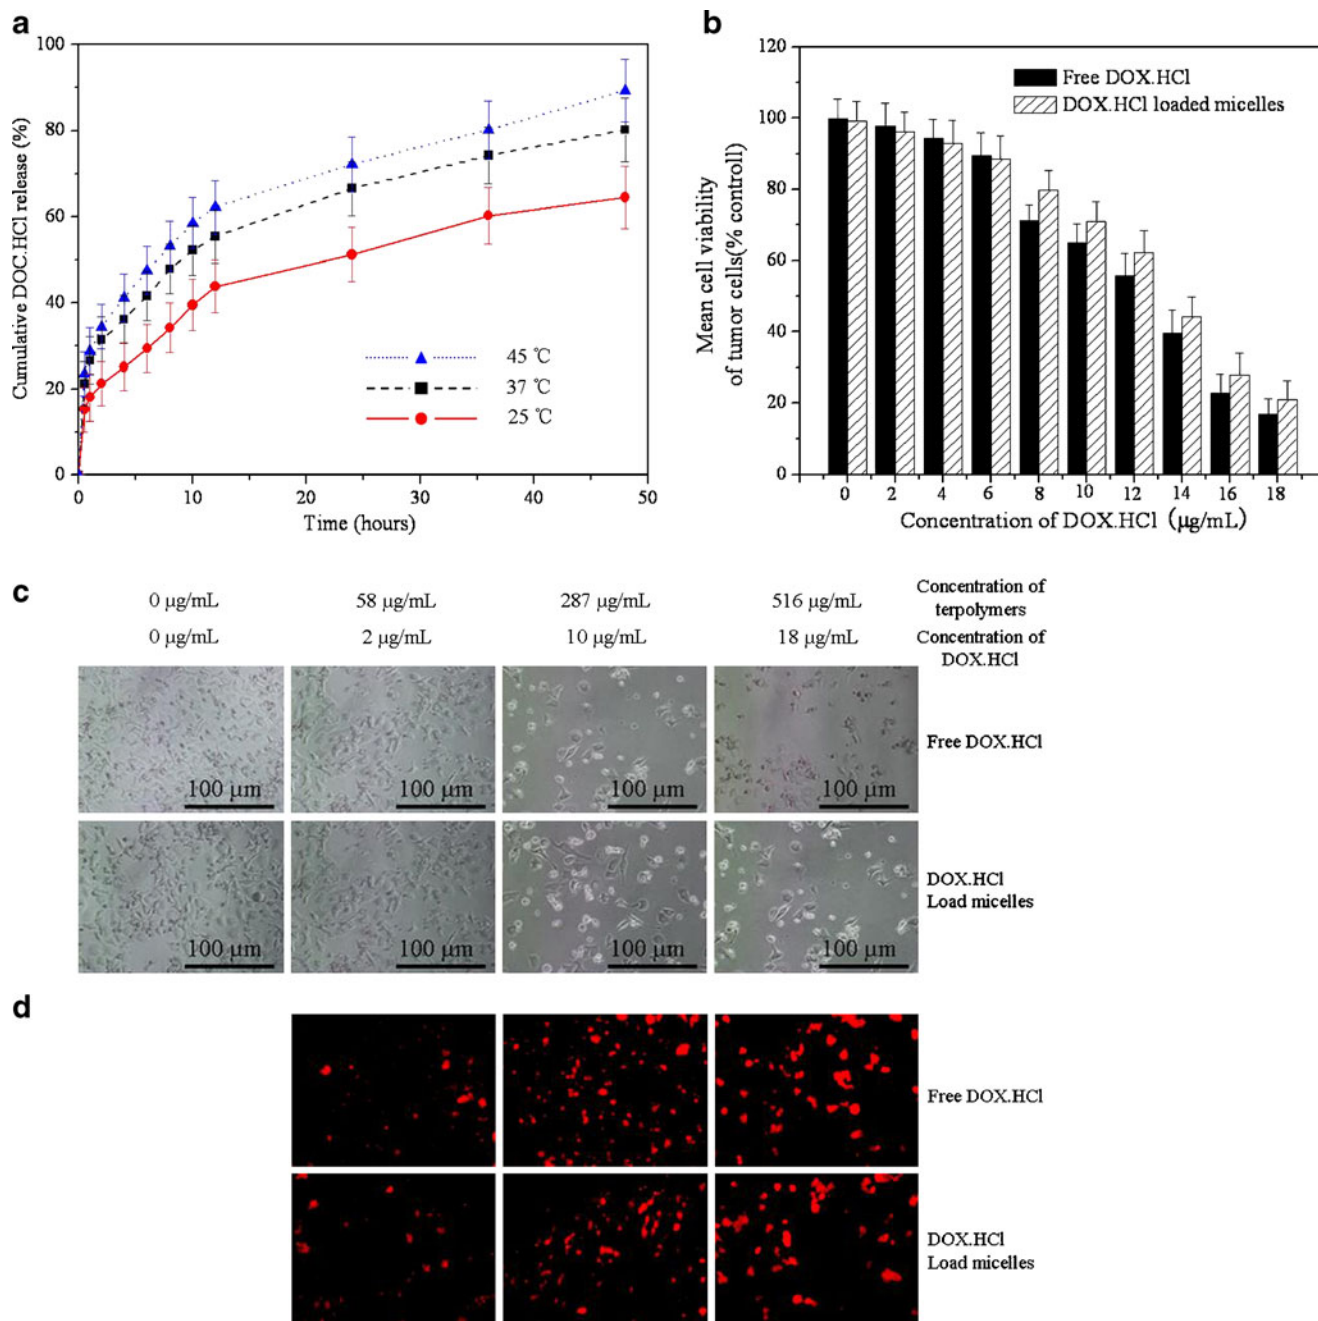 a
100
80
60
40
20
0
Cumulative DOC.HCl release (%)
45 ℃
37 ℃
25 ℃
0 10 20 30 40 50
Time (hours)
b
120
100
80
60
40
20
0
Mean cell viability
of tumor cells(% controll)
Free DOX.HCl
DOX.HCl loaded micelles
0 2 4 6 8 10 12 14 16 18
Concentration of DOX.HCl (μg/mL)
c
0 μg/mL 58 μg/mL 287 μg/mL 516 μg/mL Concentration of
terpolymers
0 μg/mL 2 μg/mL 10 μg/mL 18 μg/mL Concentration of
DOX.HCl
Free DOX.HCl
100 μm 100 μm 100 μm 100 μm
DOX.HCl
Load micelles
100 μm 100 μm 100 μm 100 μm
d
Free DOX.HCl
DOX.HCl
Load micelles